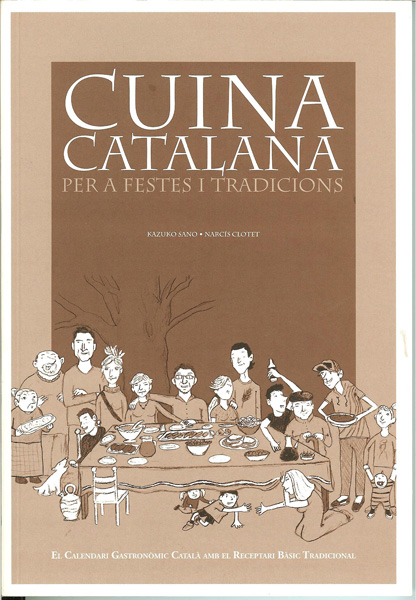 CUINA
CATALANA
PER A FESTES I TRADICIONS
KAZUKO SANO • NARCÍS CLOTET
EL CALENDARI GASTRONÒMIC CATALÀ AMB EL RECEPTARI BÀSIC TRADICIONAL